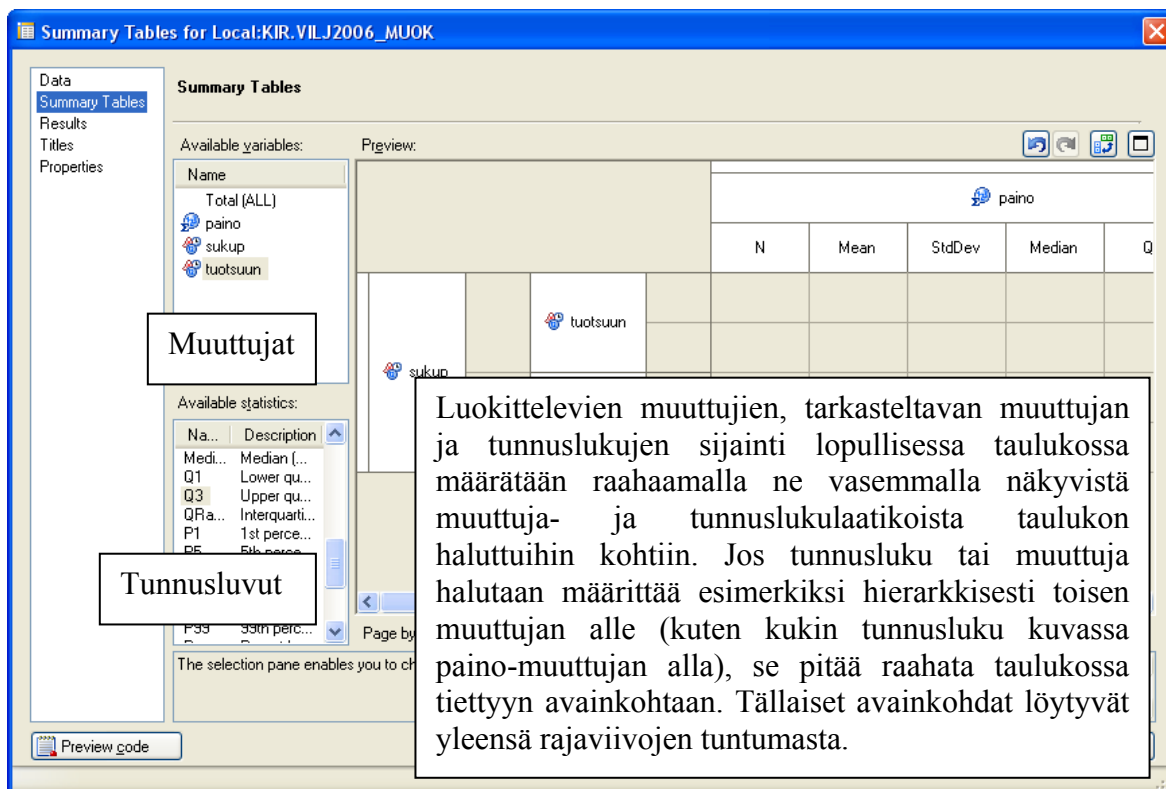 Summary Tables for Local:KIR.VILJ2006_MUOK
Data
Summary Tables
Results
Titles
Properties
Summary Tables
Available variables:
Name
Total (ALL)
paino
sukup
tuotsuun
Muuttujat
Available statistics:
Na... Description
Medi... Median (...
Q1 Lower qu...
Q3 Upper qu...
QRa... Interquarti...
P1 1st perce...
P5 5th perce...
Tunnusluvut
P99 99th perc...
The selection pane enables you to ch
Preview:
paino
N Mean StdDev Median Q
tuotsuun
sukup
Page by
Luokittelevien muuttujien, tarkasteltavan muuttujan
ja tunnuslukujen sijainti lopullisessa taulukossa
määrätään raahaamalla ne vasemmalla näkyvistä
muuttuja- ja tunnuslukulaatikoista taulukon
haluttuihin kohtiin. Jos tunnusluku tai muuttuja
halutaan määrittää esimerkiksi hierarkkisesti toisen
muuttujan alle (kuten kukin tunnusluku kuvassa
paino-muuttujan alla), se pitää raahata taulukossa
tiettyyn avainkohtaan. Tällaiset avainkohdat löytyvät
yleensä rajaviivojen tuntumasta.
Preview code